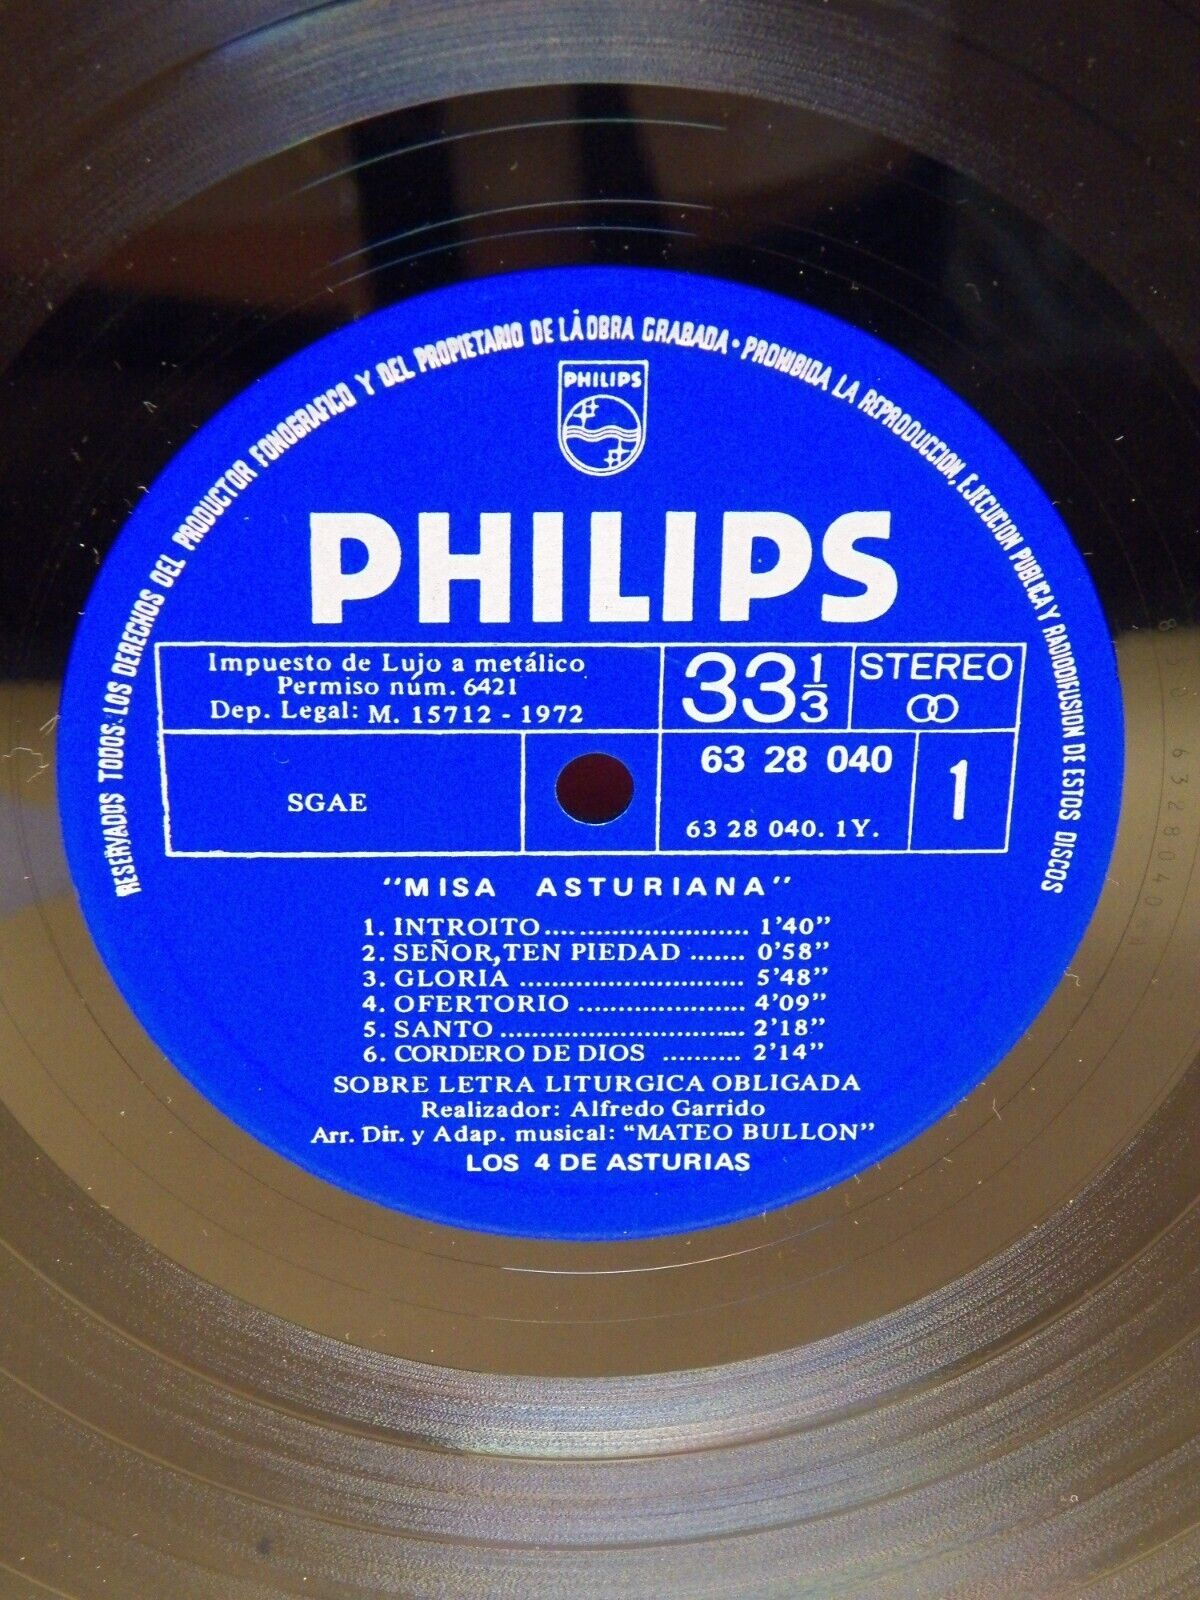 RESERVADOS TODOS LOS DERECHOS DEL PRODUCTOR FONOGRAFICO Y DEL PROPIETARIO DE LA OBRA GRABADA · PROHIBIDA LA REPRODUCCION, EJECUCION PUBLICA Y RADIODIFUSION DE ESTOS DISCOS
PHILIPS
PHILIPS
Impuesto de Lujo a metálico
Permiso núm. 6421
Dep. Legal: M. 15712 - 1972
33 1/3
STEREO
SGAE
63 28 040
63 28 040. 1Y.
1
"MISA ASTURIANA"
1. INTROITO........................ 1'40"
2. SEÑOR, TEN PIEDAD ....... 0'58"
3. GLORIA ............................ 5'48"
4. OFERTORIO ..................... 4'09"
5. SANTO............................... 2'18"
6. CORDERO DE DIOS .......... 2'14"
SOBRE LETRA LITURGICA OBLIGADA
Realizador: Alfredo Garrido
Arr. Dir. y Adap. musical: "MATEO BULLON"
LOS 4 DE ASTURIAS